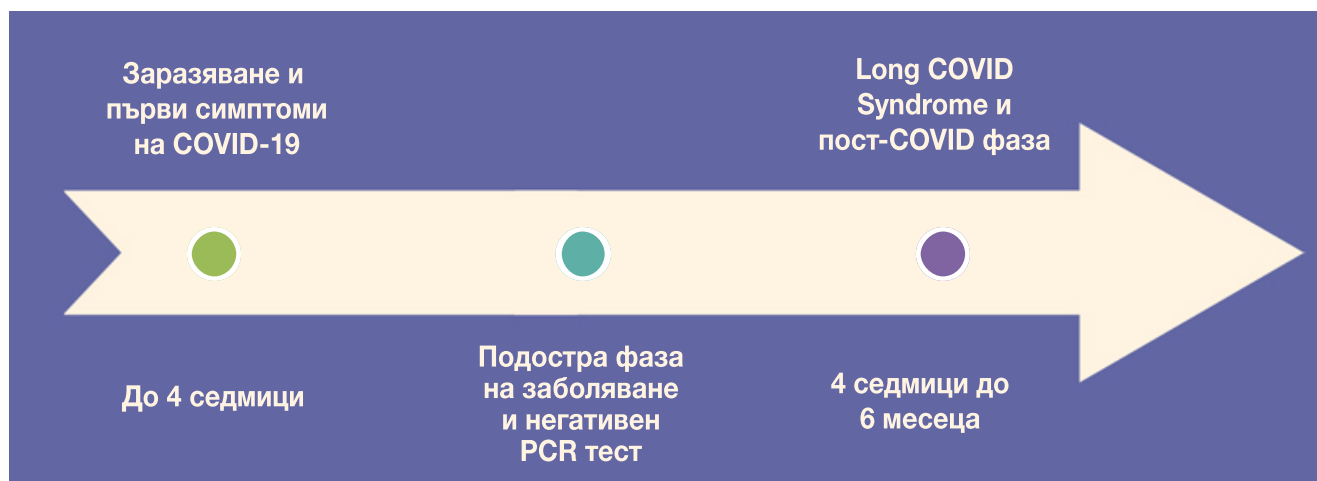 Заразяване и
първи симптоми
на COVID-19
Long COVID
Syndrome и
пост-COVID фаза
До 4 седмици
Подостра фаза
на заболяване
и негативен
PCR тест
4 седмици до
6 месеца